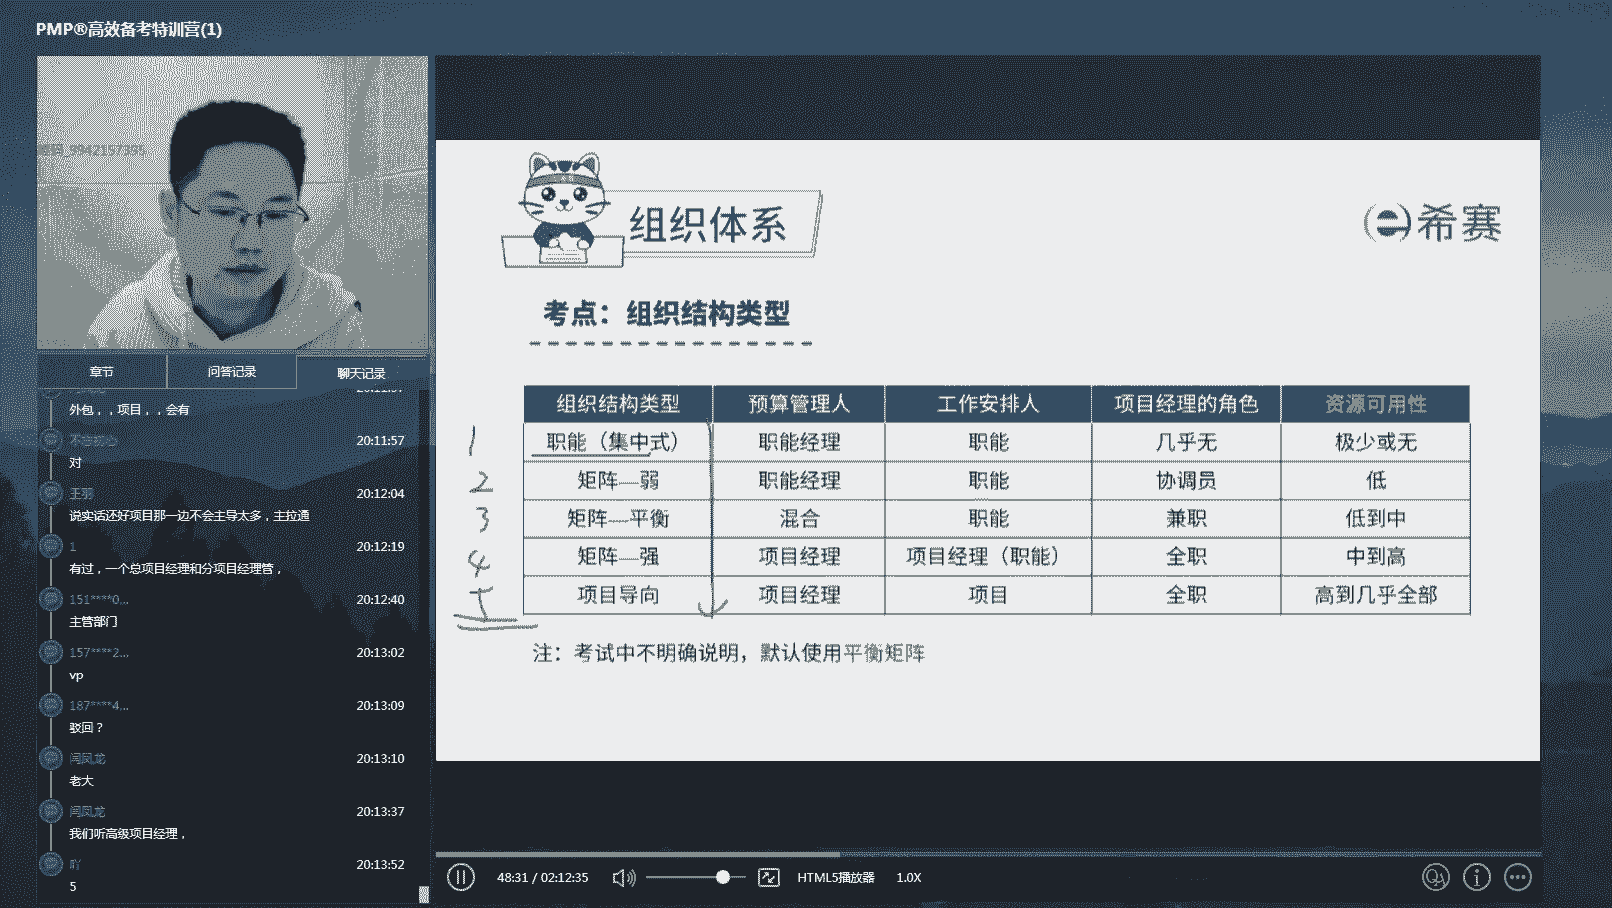 PMP®高效备考特训营(1)
9842157395
章节
问答记录
聊天记录
外包，，项目，，会有
不忘初心 20:11:57
对
王羽 20:12:04
说实话还好项目那一边不会主导太多，主拉通
1 20:12:19
有过，一个总项目经理和分项目经理管，
151****0... 20:12:40
主管部门
157****2... 20:13:02
vp
187****4... 20:13:09
驳回？
闫凤龙 20:13:10
老大
闫凤龙 20:13:37
我们听高级项目经理，
吖 20:13:52
5
组织体系
希赛
考点：组织结构类型
组织结构类型 预算管理人 工作安排人 项目经理的角色 资源可用性
1 职能（集中式） 职能经理 职能 几乎无 极少或无
2 矩阵—弱 职能经理 职能 协调员 低
3 矩阵—平衡 混合 职能 兼职 低到中
4 矩阵—强 项目经理 项目经理（职能） 全职 中到高
项目导向 项目经理 项目 全职 高到几乎全部
注：考试中不明确说明，默认使用平衡矩阵
48:31 / 02:12:35
HTML5播放器
1.0X